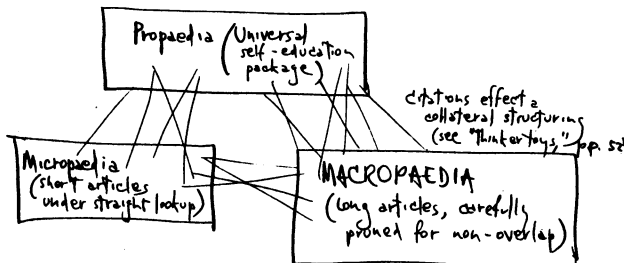 Propaedia (Universal
self-education
package)
citations effect a
collateral structuring
(see "Thinkertoys,")
pp. 52
Micropaedia
(short articles
under straight lookup)
MACROPAEDIA
(long articles, carefully
pruned for non-overlap)